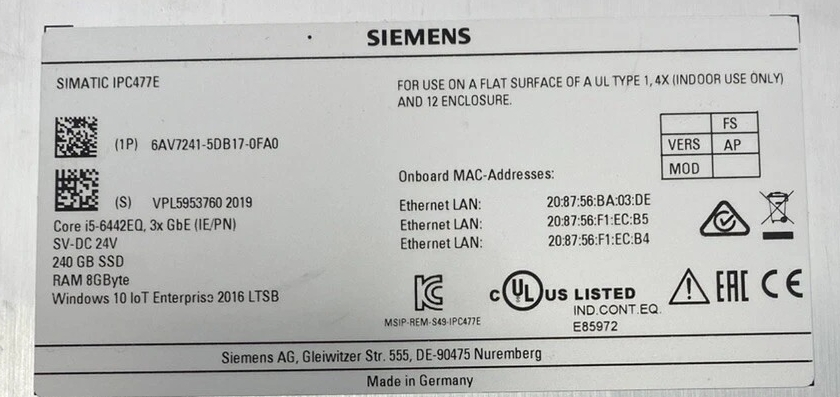 SIEMENS
SIMATIC IPC477E
(1P) 6AV7241-5DB17-0FA0
(S) VPL5953760 2019
Core i5-6442EQ, 3x GbE (IE/PN)
SV-DC 24V
240 GB SSD
RAM 8GByte
Windows 10 IoT Enterprise 2016 LTSB
FOR USE ON A FLAT SURFACE OF A UL TYPE 1, 4X (INDOOR USE ONLY)
AND 12 ENCLOSURE.
FS
VERS AP
MOD
Onboard MAC-Addresses:
Ethernet LAN: 20:87:56:BA:03:DE
Ethernet LAN: 20:87:56:F1:EC:B5
Ethernet LAN: 20:87:56:F1:EC:B4
MSIP-REM-S49-IPC477E
C UL US LISTED
IND.CONT.EQ.
E85972
EAC CE
Siemens AG, Gleiwitzer Str. 555, DE-90475 Nuremberg
Made in Germany